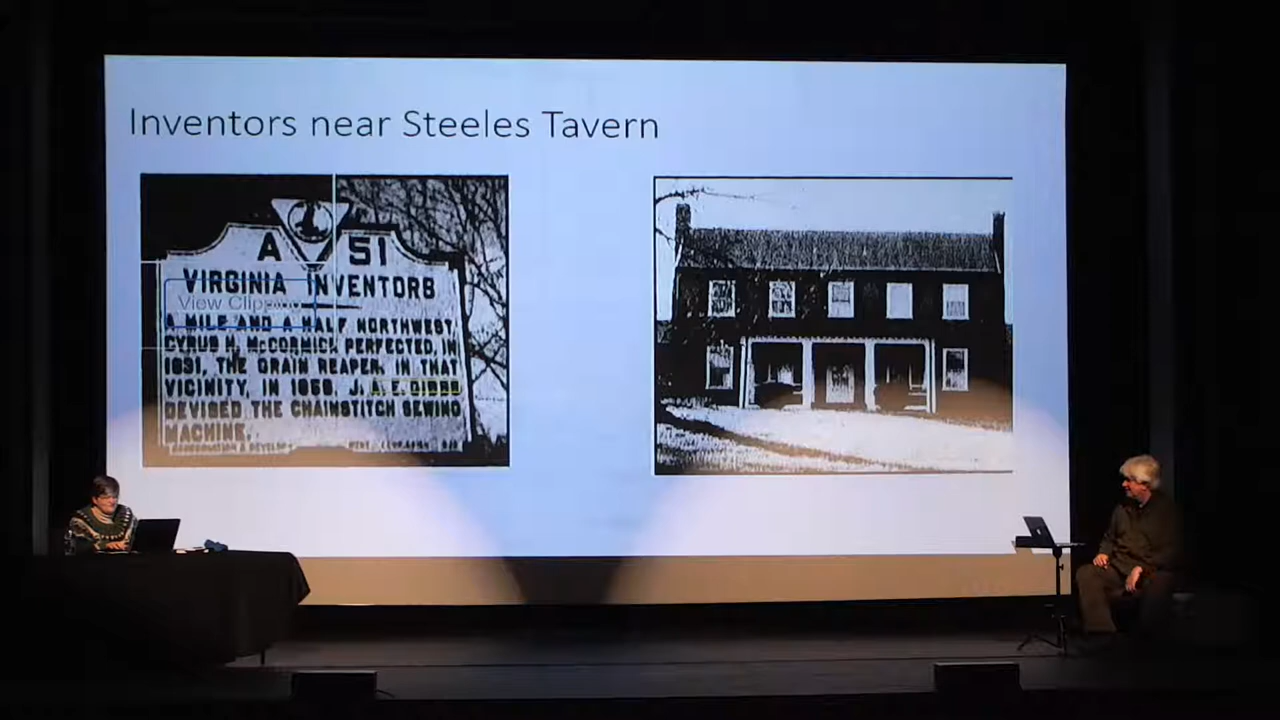 Inventors near Steeles Tavern
A 51
VIRGINIA INVENTORS
View Clipping
A MILE AND A HALF NORTHWEST,
CYRUS H. McCORMICK PERFECTED, IN
1831, THE GRAIN REAPER. IN THAT
VICINITY, IN 1856, J. A. E. GIBBS
DEVISED THE CHAINSTITCH SEWING
MACHINE.